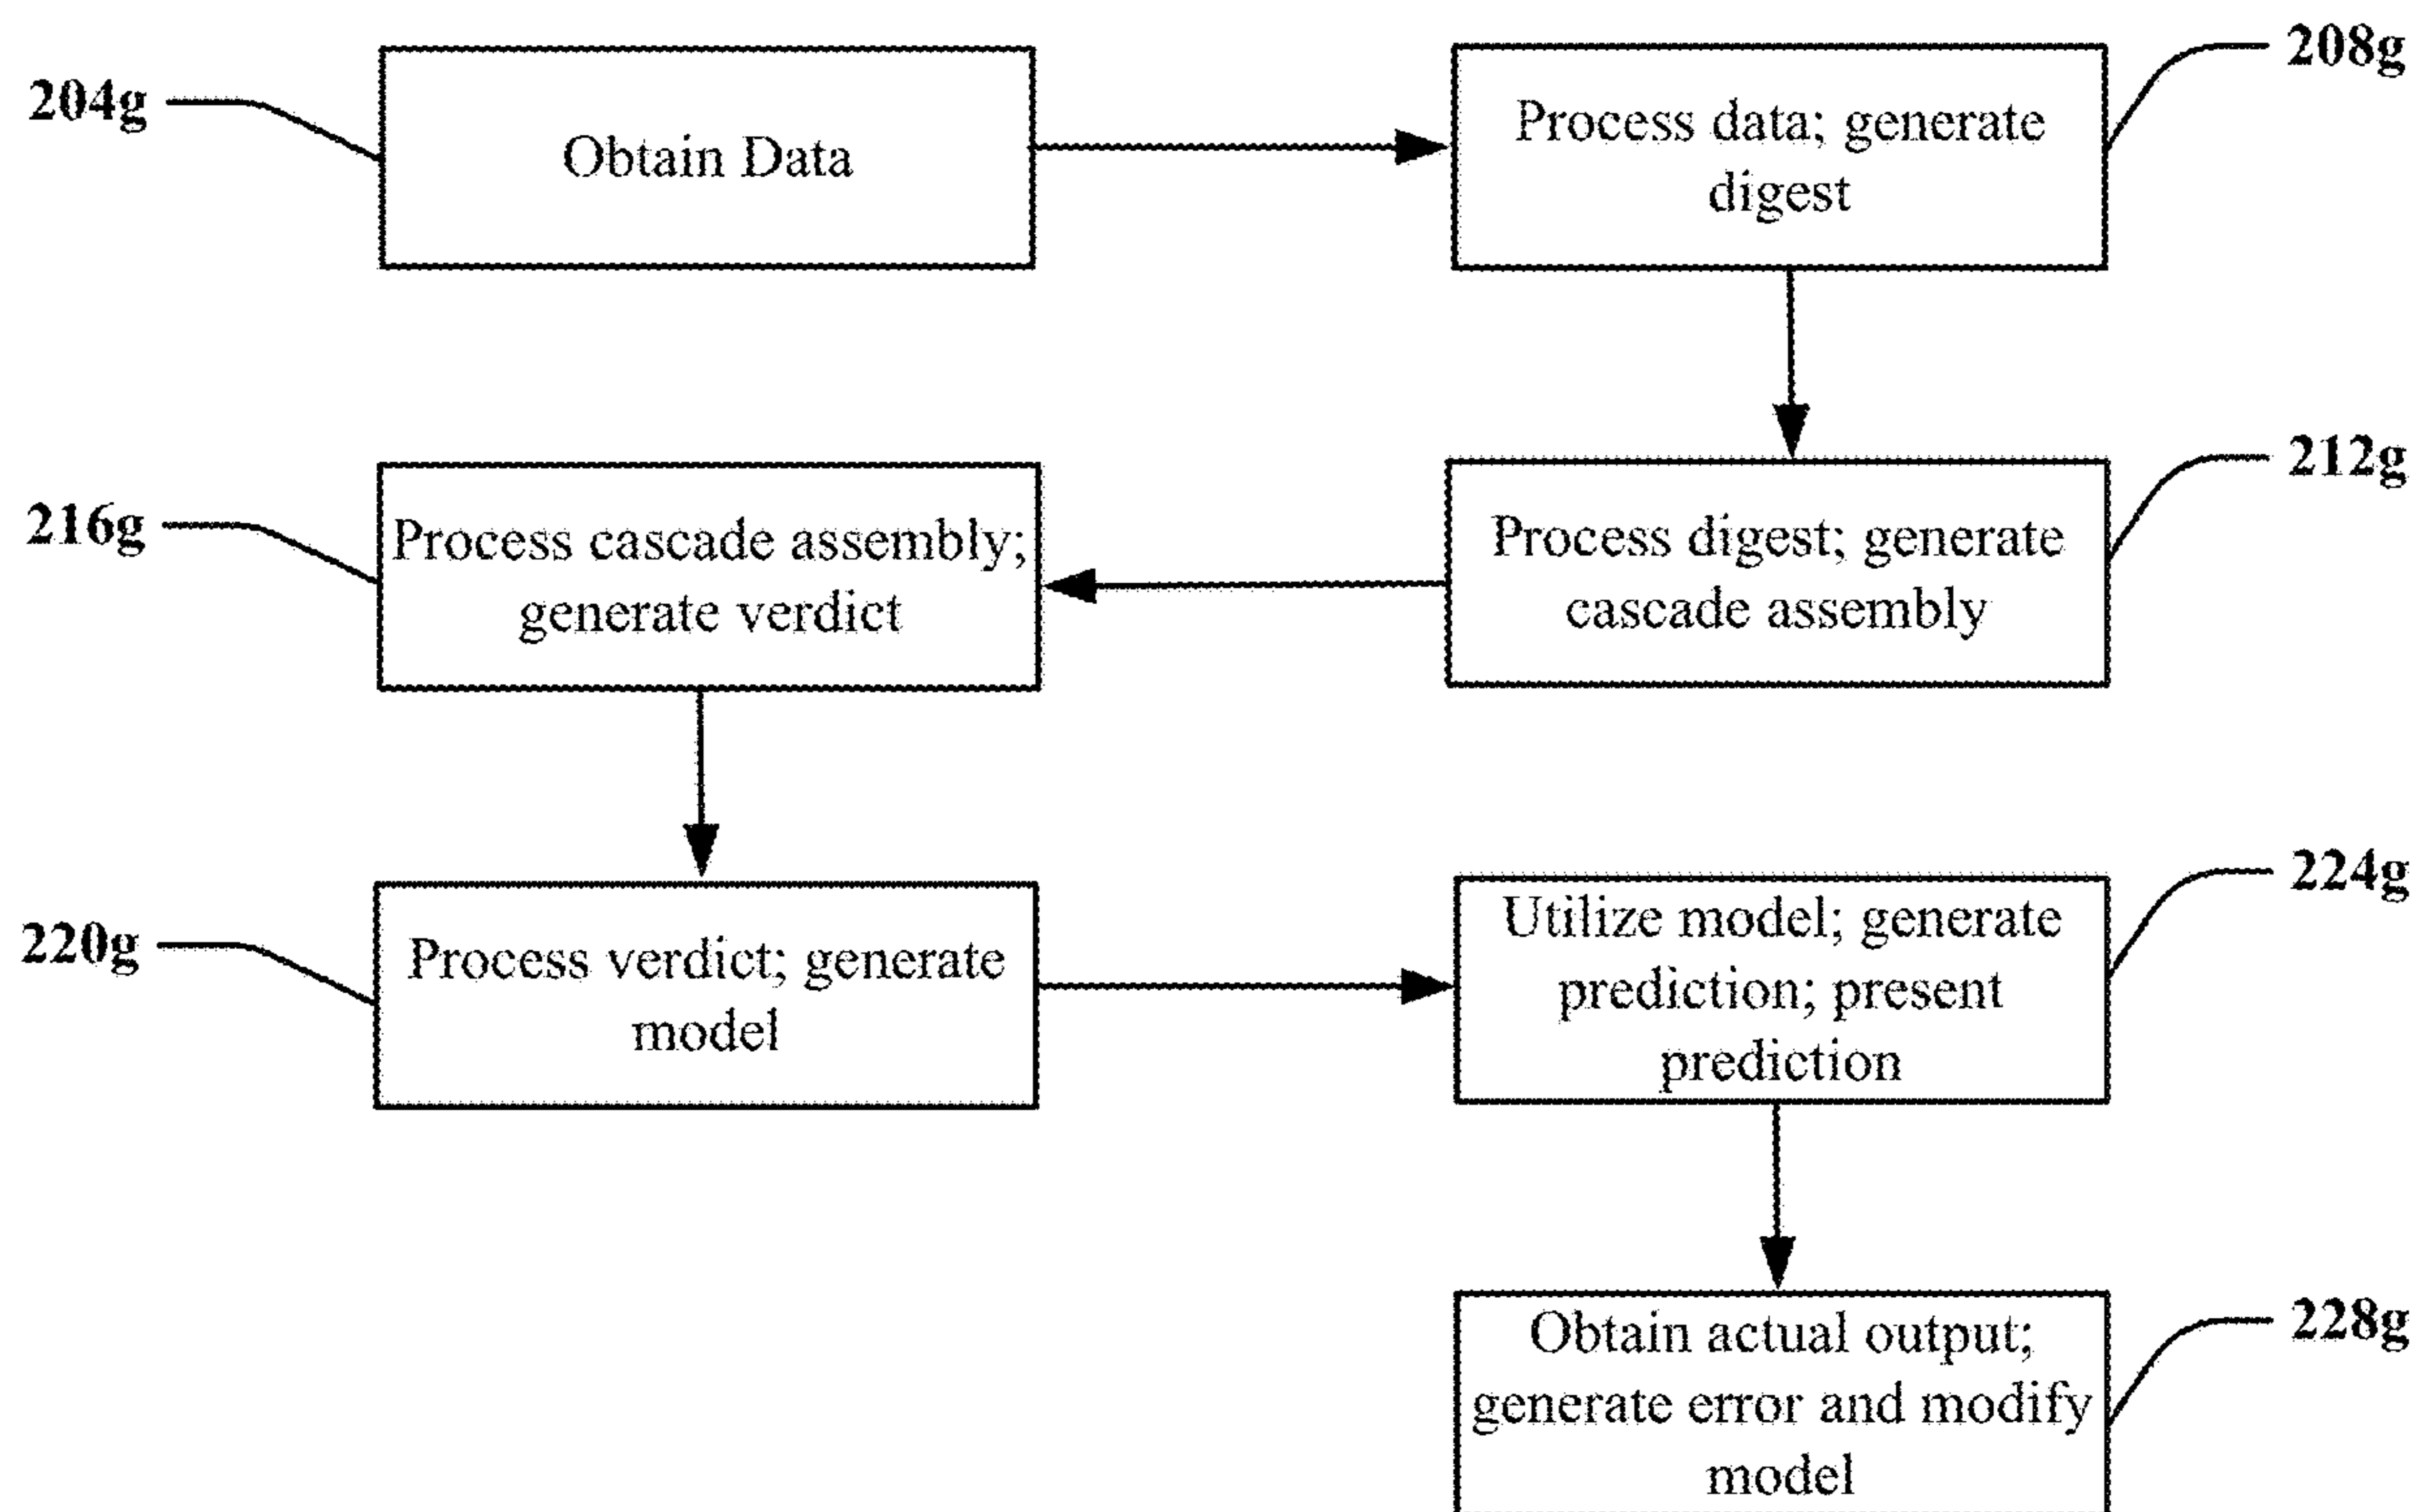 204g
Obtain Data
Process data; generate
digest
208g
216g
Process cascade assembly;
generate verdict
Process digest; generate
cascade assembly
212g
220g
Process verdict; generate
model
Utilize model; generate
prediction; present
prediction
224g
Obtain actual output;
generate error and modify
model
228g